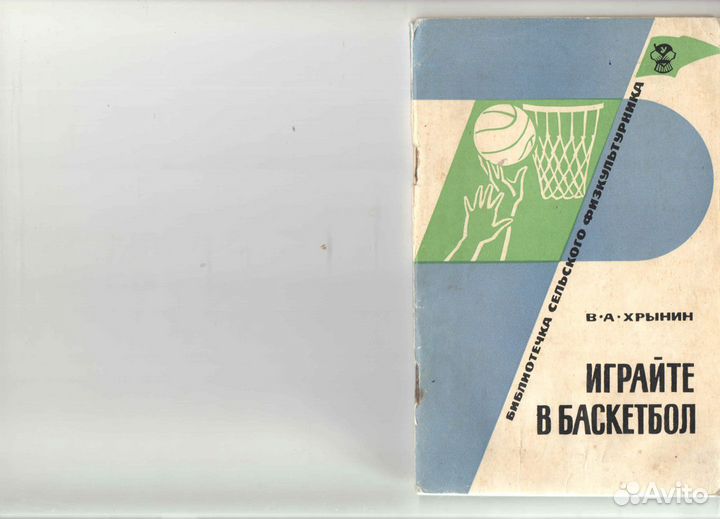 БИБЛИОТЕЧКА СЕЛЬСКОГО ФИЗКУЛЬТУРНИКА
В·А·ХРЫНИН
ИГРАЙТЕ
В БАСКЕТБОЛ
Avito